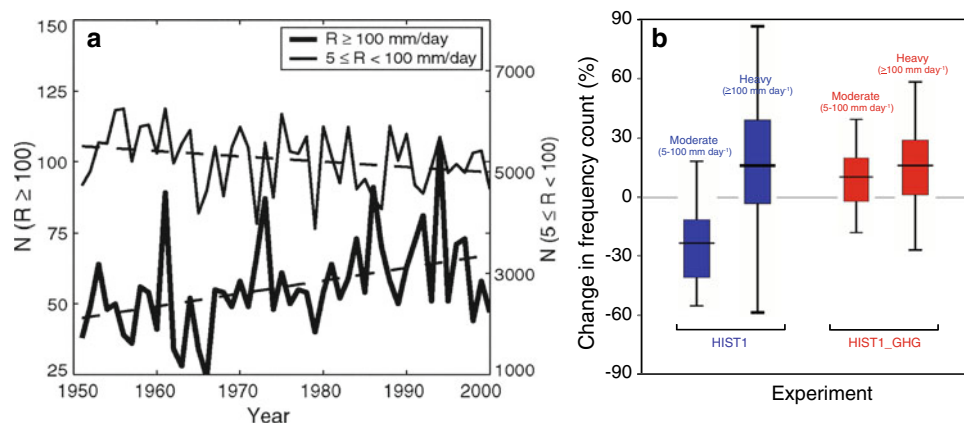 a
R ≥ 100 mm/day
5 ≤ R < 100 mm/day
150
125
100
75
50
25
N (R ≥ 100)
7000
5000
3000
1000
N (5 ≤ R < 100)
1950 1960 1970 1980 1990 2000
Year
b
90
60
30
0
-30
-60
-90
Change in frequency count (%)
Heavy
(≥100 mm day-1)
Moderate
(5-100 mm day-1)
Heavy
(≥100 mm day-1)
Moderate
(5-100 mm day-1)
HIST1
HIST1_GHG
Experiment